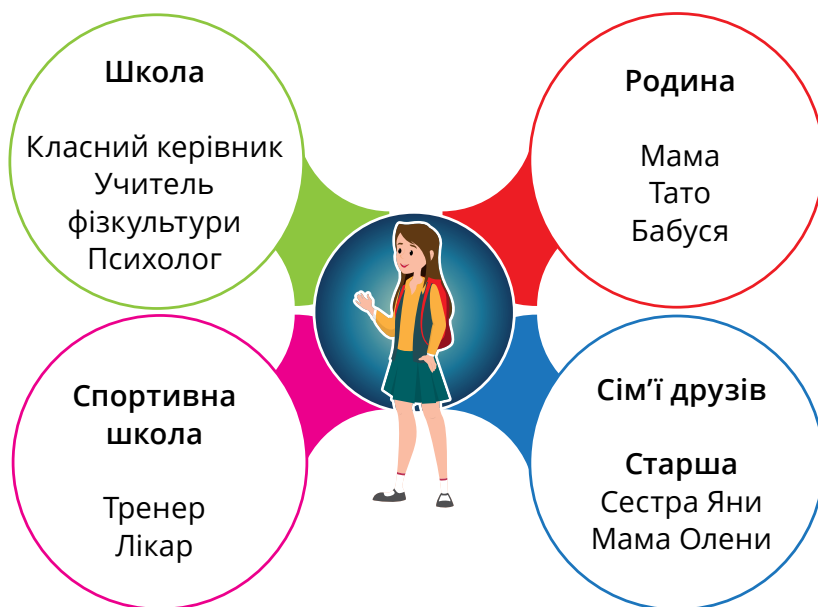 Школа
Класний керівник
Учитель
фізкультури
Психолог
Родина
Мама
Тато
Бабуся
Спортивна
школа
Тренер
Лікар
Сім’ї друзів
Старша
Сестра Яни
Мама Олени